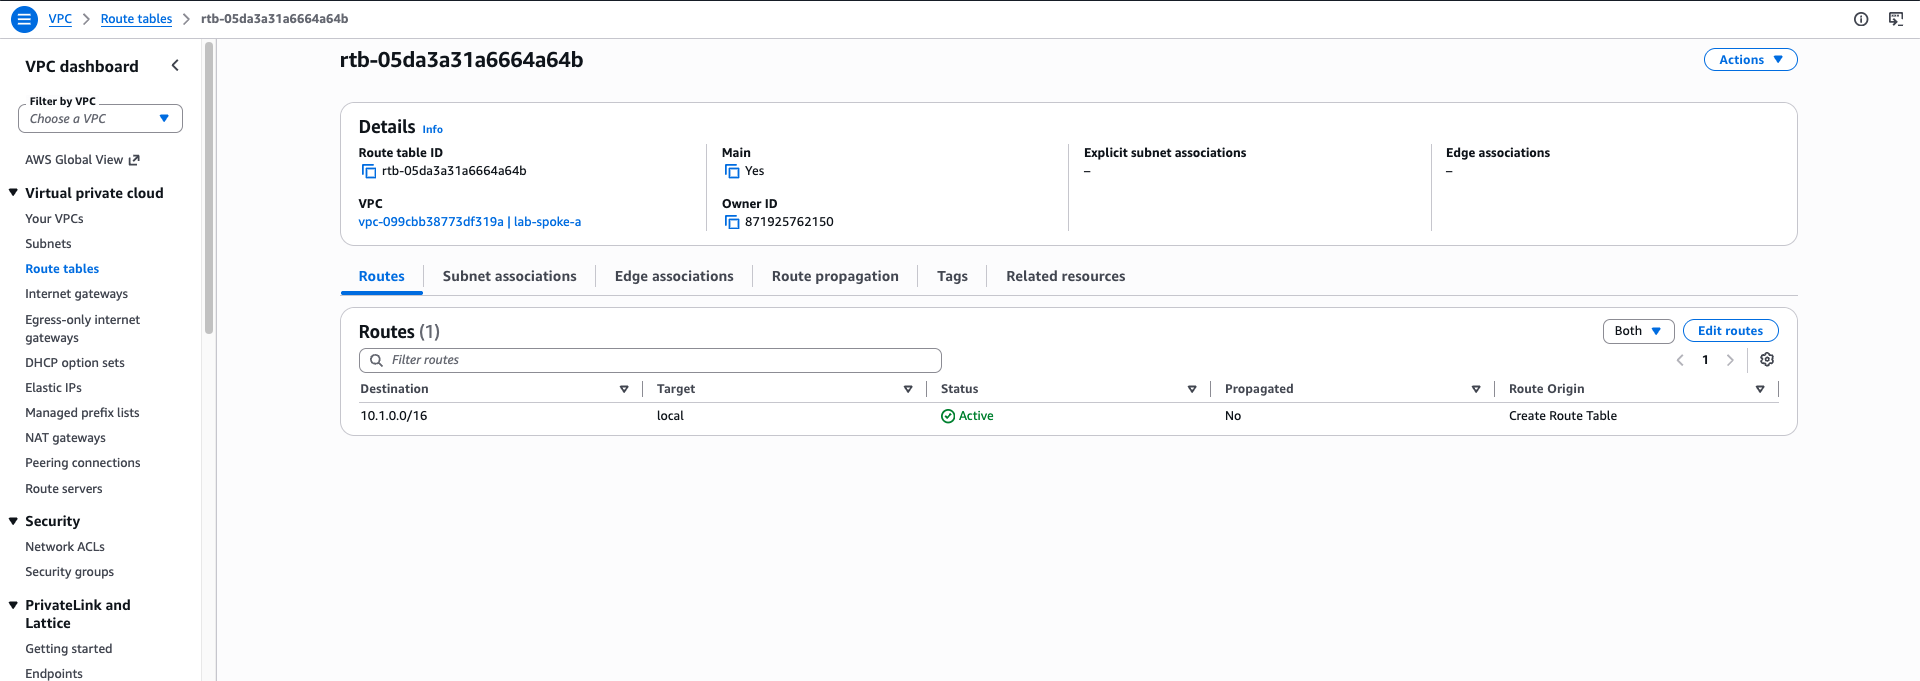 VPC > Route tables > rtb-05da3a31a6664a64b
VPC dashboard
Filter by VPC
Choose a VPC
AWS Global View
Virtual private cloud
Your VPCs
Subnets
Route tables
Internet gateways
Egress-only internet
gateways
DHCP option sets
Elastic IPs
Managed prefix lists
NAT gateways
Peering connections
Route servers
Security
Network ACLs
Security groups
PrivateLink and
Lattice
Getting started
Endpoints
rtb-05da3a31a6664a64b
Actions
Details Info
Route table ID
rtb-05da3a31a6664a64b
VPC
vpc-099cbb38773df319a | lab-spoke-a
Main
Yes
Owner ID
871925762150
Explicit subnet associations
–
Edge associations
–
Routes Subnet associations Edge associations Route propagation Tags Related resources
Routes (1)
Both Edit routes
Filter routes
1
Destination Target Status Propagated Route Origin
10.1.0.0/16 local Active No Create Route Table